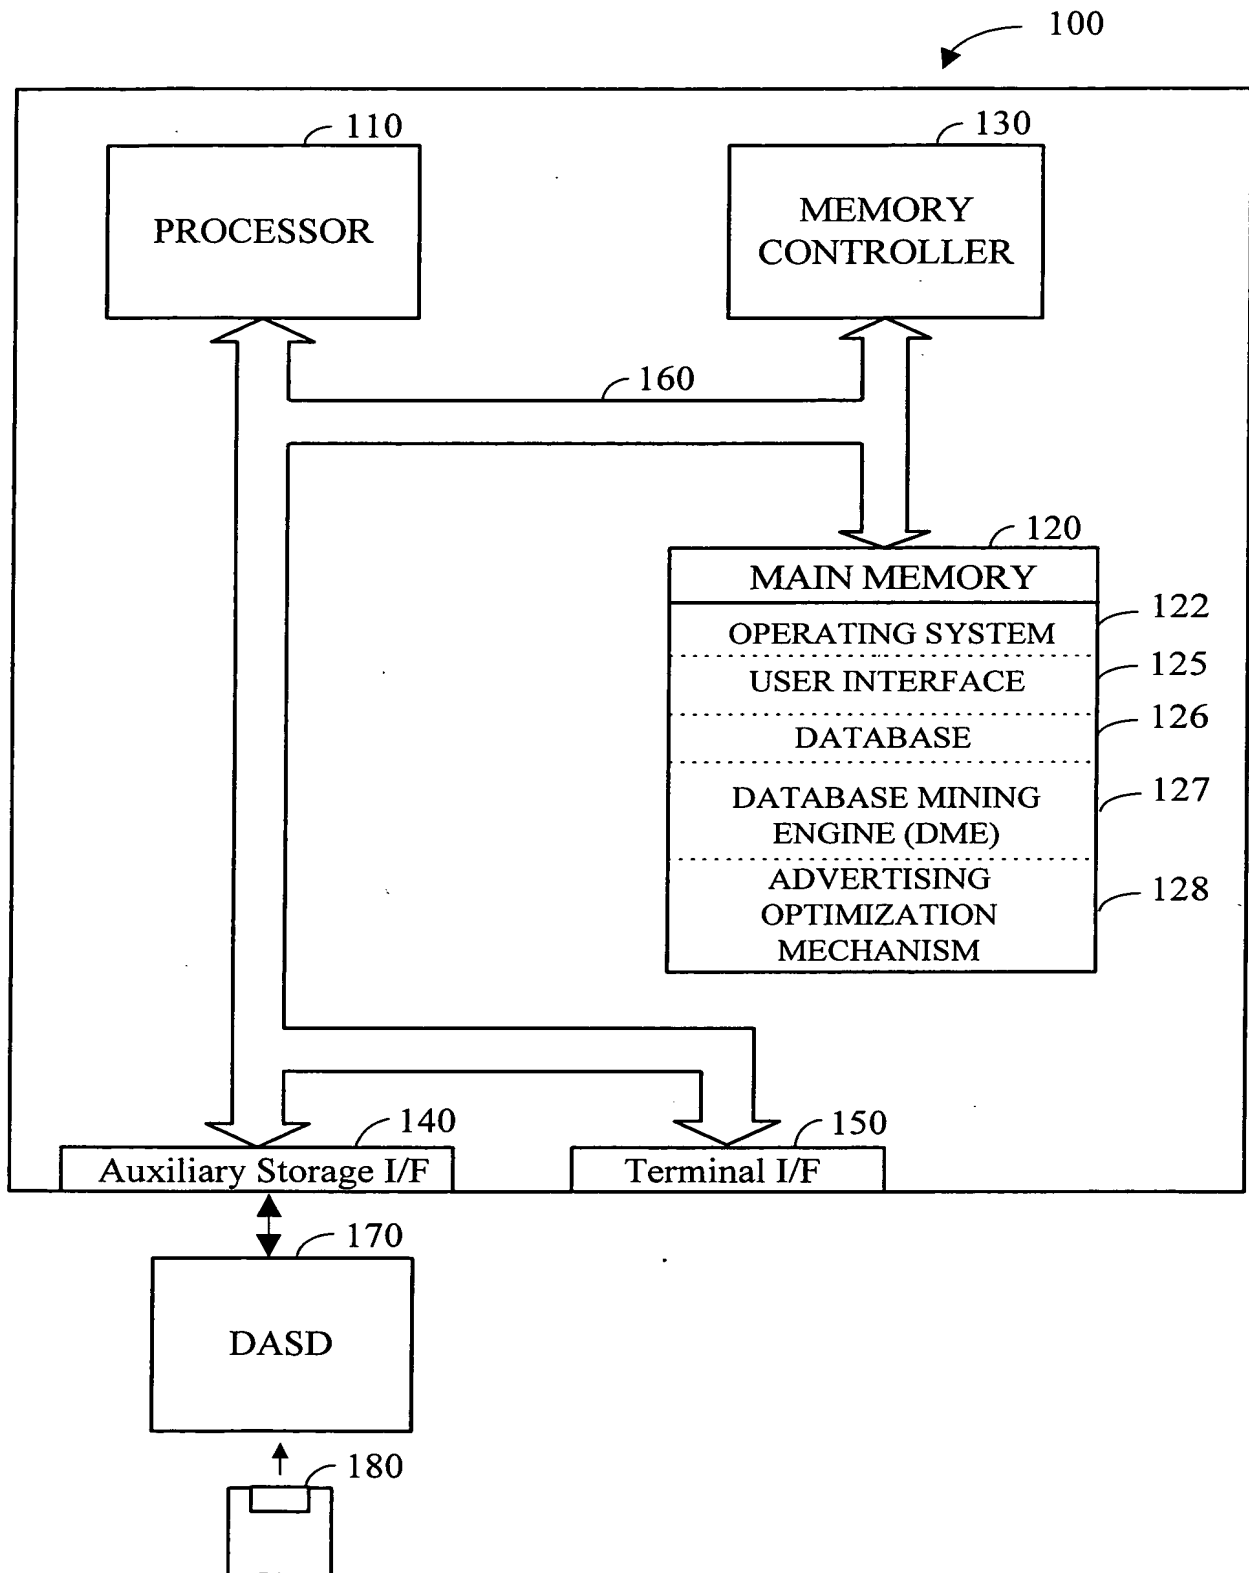 100
110
130
PROCESSOR
MEMORY
CONTROLLER
160
120
MAIN MEMORY
122
OPERATING SYSTEM
125
USER INTERFACE
126
DATABASE
127
DATABASE MINING
ENGINE (DME)
128
ADVERTISING
OPTIMIZATION
MECHANISM
140
150
Auxiliary Storage I/F
Terminal I/F
170
DASD
180